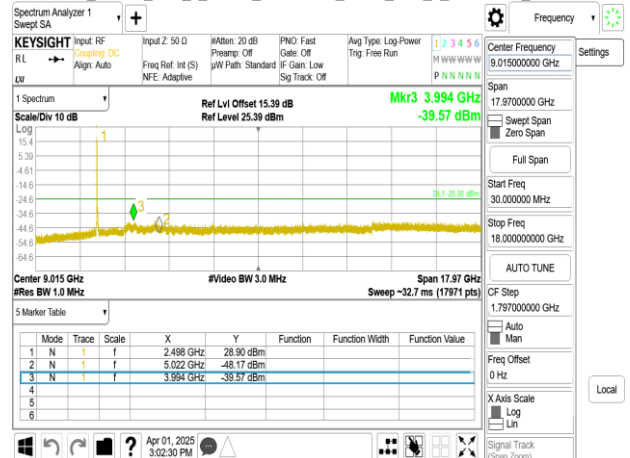 Spectrum Analyzer 1
Swept SA
Frequency
KEYSIGHT
RL
Input: RF
Coupling: DC
Align: Auto
Input Z: 50 Ω
Freq Ref: Int (S)
NFE: Adaptive
#Atten: 20 dB
Preamp: Off
µW Path: Standard
PNO: Fast
Gate: Off
IF Gain: Low
Sig Track: Off
Avg Type: Log-Power
Trig: Free Run
1 2 3 4 5 6
M W W W W W
P N N N N N
1 Spectrum
Scale/Div 10 dB
Log
Ref Lvl Offset 15.39 dB
Ref Level 25.39 dBm
Mkr3 3.994 GHz
-39.57 dBm
15.4
5.39
-4.61
-14.6
-24.6
-34.6
-44.6
-54.6
-64.6
1
3
2
DL1 -25.00 dBm
Center 9.015 GHz
#Res BW 1.0 MHz
#Video BW 3.0 MHz
Span 17.97 GHz
Sweep ~32.7 ms (17971 pts)
5 Marker Table
Mode Trace Scale X Y Function Function Width Function Value
1 N 1 f 2.498 GHz 28.90 dBm
2 N 1 f 5.022 GHz -48.17 dBm
3 N 1 f 3.994 GHz -39.57 dBm
4
5
6
Apr 01, 2025
3:02:30 PM
Center Frequency
9.015000000 GHz
Settings
Span
17.9700000 GHz
Swept Span
Zero Span
Full Span
Start Freq
30.000000 MHz
Stop Freq
18.000000000 GHz
AUTO TUNE
CF Step
1.797000000 GHz
Auto
Man
Freq Offset
0 Hz
X Axis Scale
Log
Lin
Local
Signal Track
(Span Zoom)